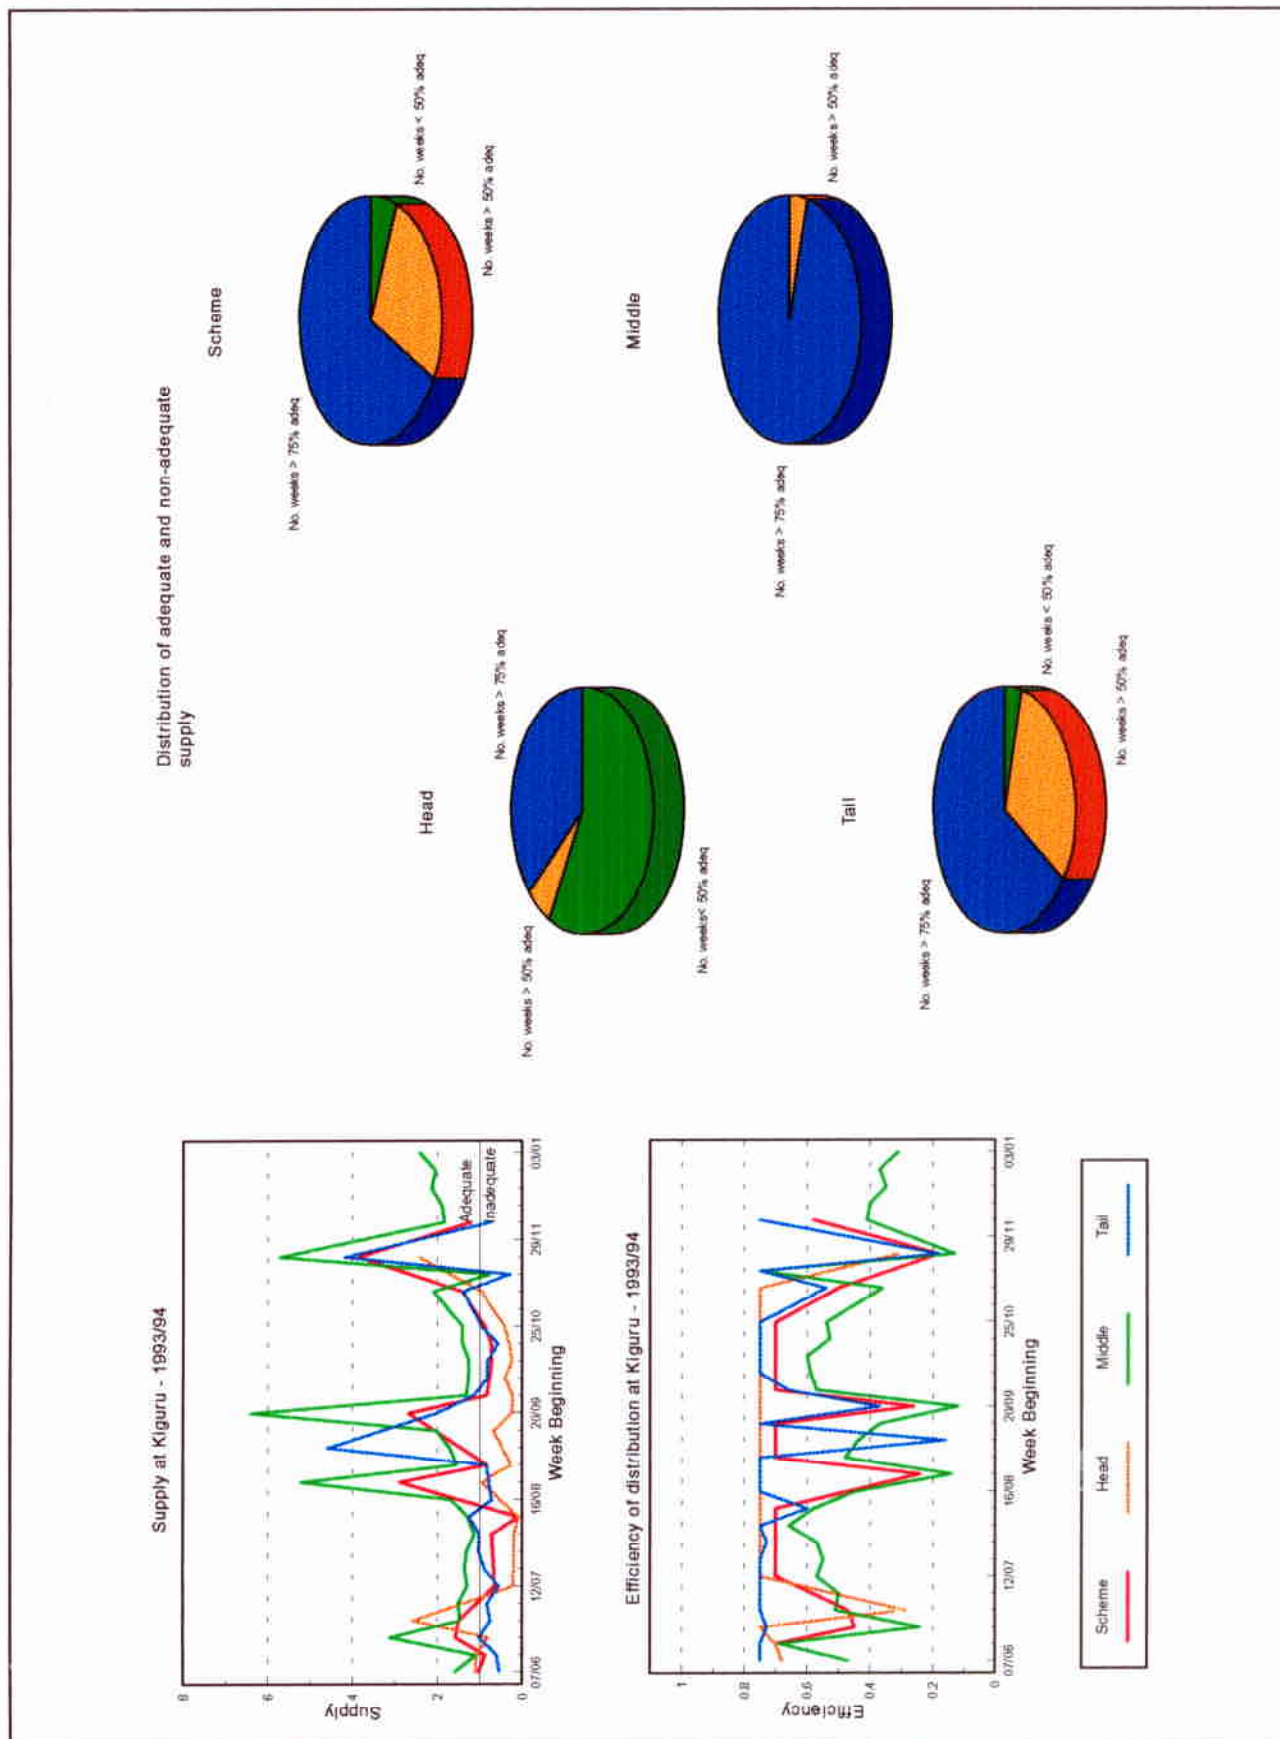 Supply at Kiguru - 1993/94
Supply
8
6
4
2
0
Adequate
Inadequate
07/06
12/07
16/08
20/09
25/10
29/11
03/01
Week Beginning
Efficiency of distribution at Kiguru - 1993/94
Efficiency
1
0.8
0.6
0.4
0.2
0
07/06
12/07
16/08
20/09
25/10
29/11
03/01
Week Beginning
Scheme
Head
Middle
Tail
Distribution of adequate and non-adequate
supply
Head
No. weeks > 75% adeq
No. weeks > 50% adeq
No. weeks< 50% adeq
Scheme
No. weeks > 75% adeq
No. weeks < 50% adeq
No. weeks > 50% adeq
Tail
No. weeks > 75% adeq
No. weeks < 50% adeq
No. weeks > 50% adeq
Middle
No. weeks > 75% adeq
No. weeks > 50% adeq